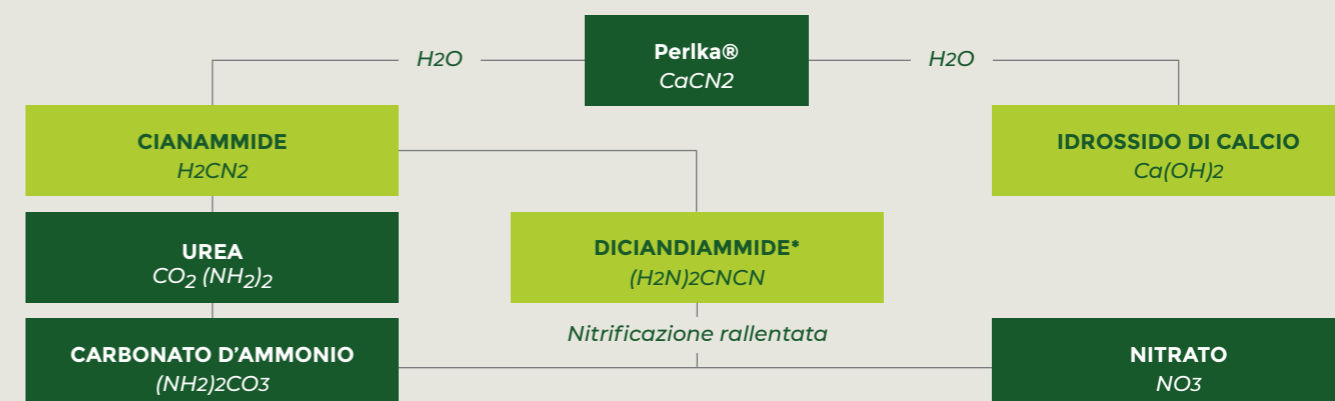 Perlka®
CaCN2
H2O
H2O
CIANAMMIDE
H2CN2
IDROSSIDO DI CALCIO
Ca(OH)2
UREA
CO2 (NH2)2
DICIANDIAMMIDE*
(H2N)2CNCN
Nitrificazione rallentata
CARBONATO D’AMMONIO
(NH2)2CO3
NITRATO
NO3